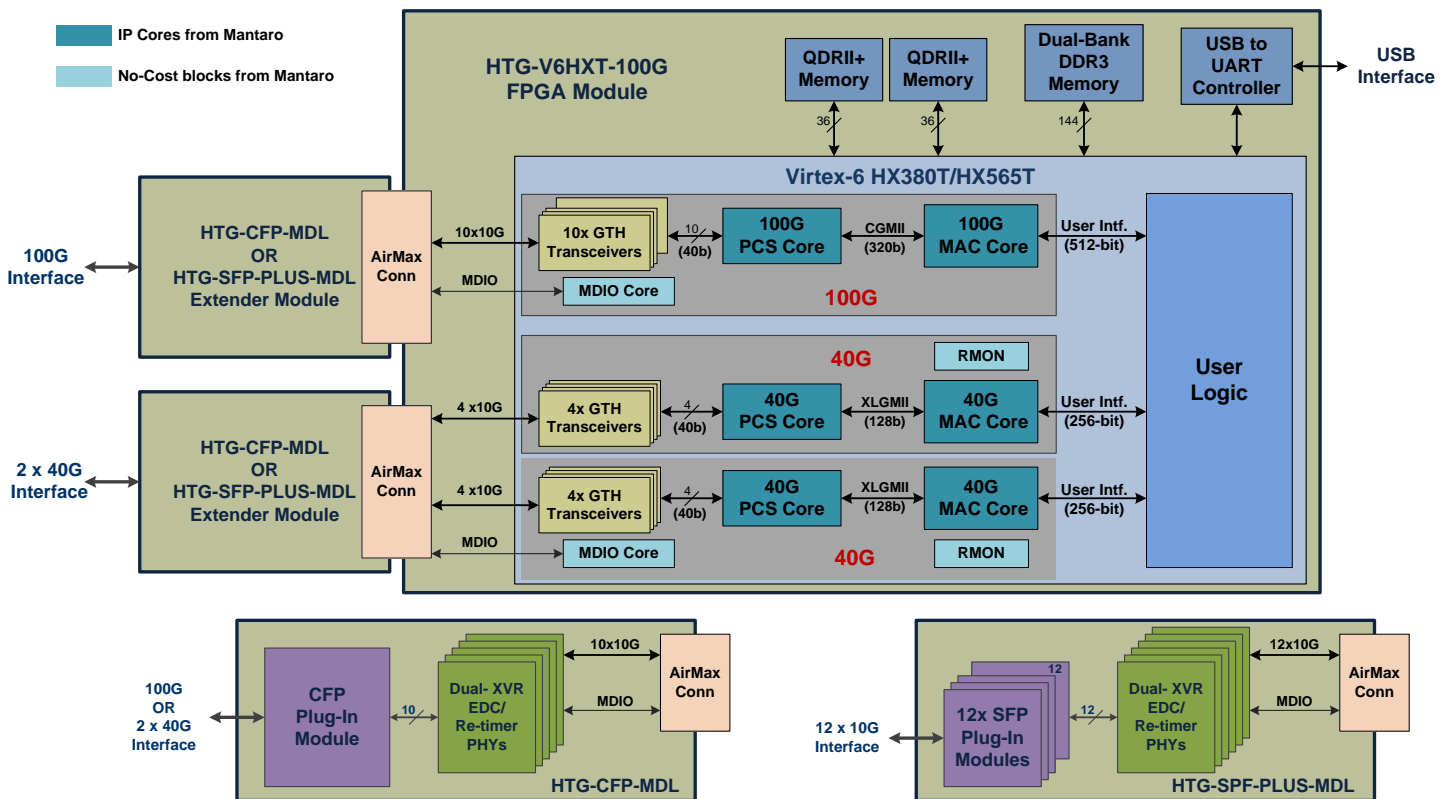 IP Cores from Mantaro
No-Cost blocks from Mantaro
HTG-V6HXT-100G
FPGA Module
QDRII+
Memory
QDRII+
Memory
Dual-Bank
DDR3
Memory
USB to
UART
Controller
USB
Interface
36
36
144
Virtex-6 HX380T/HX565T
100G
Interface
HTG-CFP-MDL
OR
HTG-SFP-PLUS-MDL
Extender Module
AirMax
Conn
10x10G
MDIO
10x GTH
Transceivers
MDIO Core
10
(40b)
100G
PCS Core
CGMII
(320b)
100G
MAC Core
User Intf.
(512-bit)
100G
User
Logic
2 x 40G
Interface
HTG-CFP-MDL
OR
HTG-SFP-PLUS-MDL
Extender Module
AirMax
Conn
40G
RMON
4 x10G
4x GTH
Transceivers
4
(40b)
40G
PCS Core
XLGMII
(128b)
40G
MAC Core
User Intf.
(256-bit)
4 x10G
4x GTH
Transceivers
4
(40b)
40G
PCS Core
XLGMII
(128b)
40G
MAC Core
User Intf.
(256-bit)
MDIO
MDIO Core
40G
RMON
100G
OR
2 x 40G
Interface
CFP
Plug-In
Module
10
Dual- XVR
EDC/
Re-timer
PHYs
10x10G
MDIO
AirMax
Conn
HTG-CFP-MDL
12 x 10G
Interface
12
12x SFP
Plug-In
Modules
12
Dual- XVR
EDC/
Re-timer
PHYs
12x10G
MDIO
AirMax
Conn
HTG-SPF-PLUS-MDL